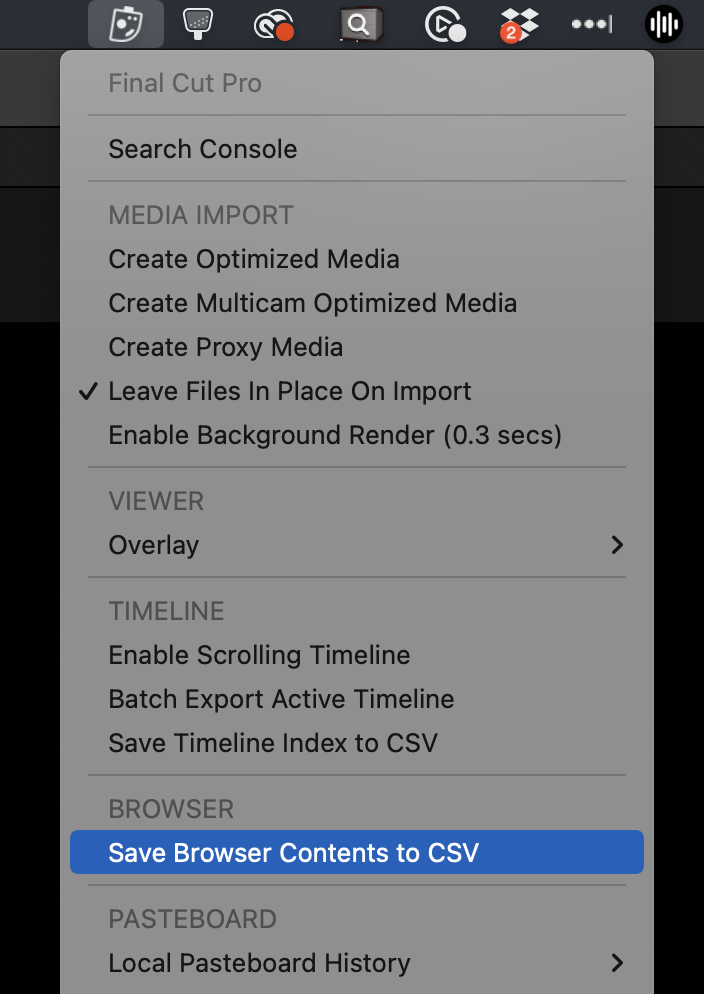 2
Final Cut Pro
Search Console
MEDIA IMPORT
Create Optimized Media
Create Multicam Optimized Media
Create Proxy Media
✓ Leave Files In Place On Import
Enable Background Render (0.3 secs)
VIEWER
Overlay
TIMELINE
Enable Scrolling Timeline
Batch Export Active Timeline
Save Timeline Index to CSV
BROWSER
Save Browser Contents to CSV
PASTEBOARD
Local Pasteboard History